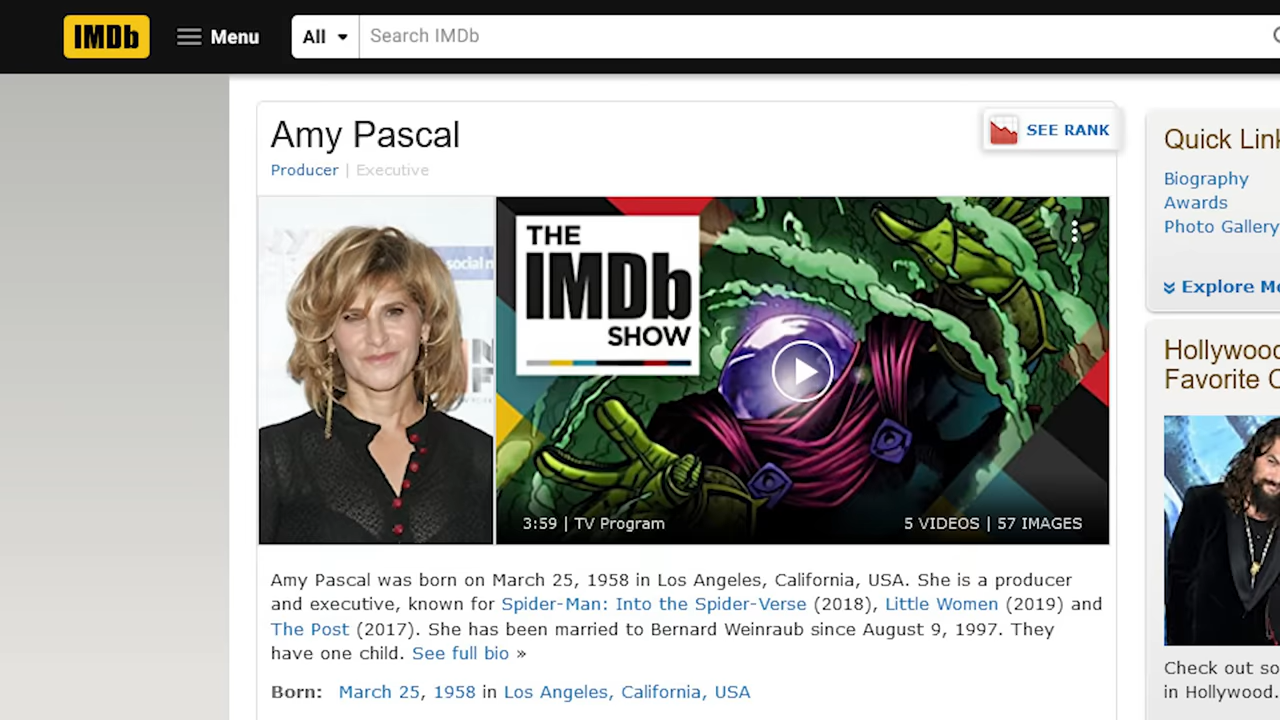 IMDb Menu All Search IMDb
Amy Pascal
SEE RANK
Producer | Executive
social
THE
IMDb
SHOW
3:59 | TV Program
5 VIDEOS | 57 IMAGES
Amy Pascal was born on March 25, 1958 in Los Angeles, California, USA. She is a producer
and executive, known for Spider-Man: Into the Spider-Verse (2018), Little Women (2019) and
The Post (2017). She has been married to Bernard Weinraub since August 9, 1997. They
have one child. See full bio »
Born: March 25, 1958 in Los Angeles, California, USA
Quick Link
Biography
Awards
Photo Gallery
Explore Mo
Hollywood
Favorite C
Check out so
in Hollywood.